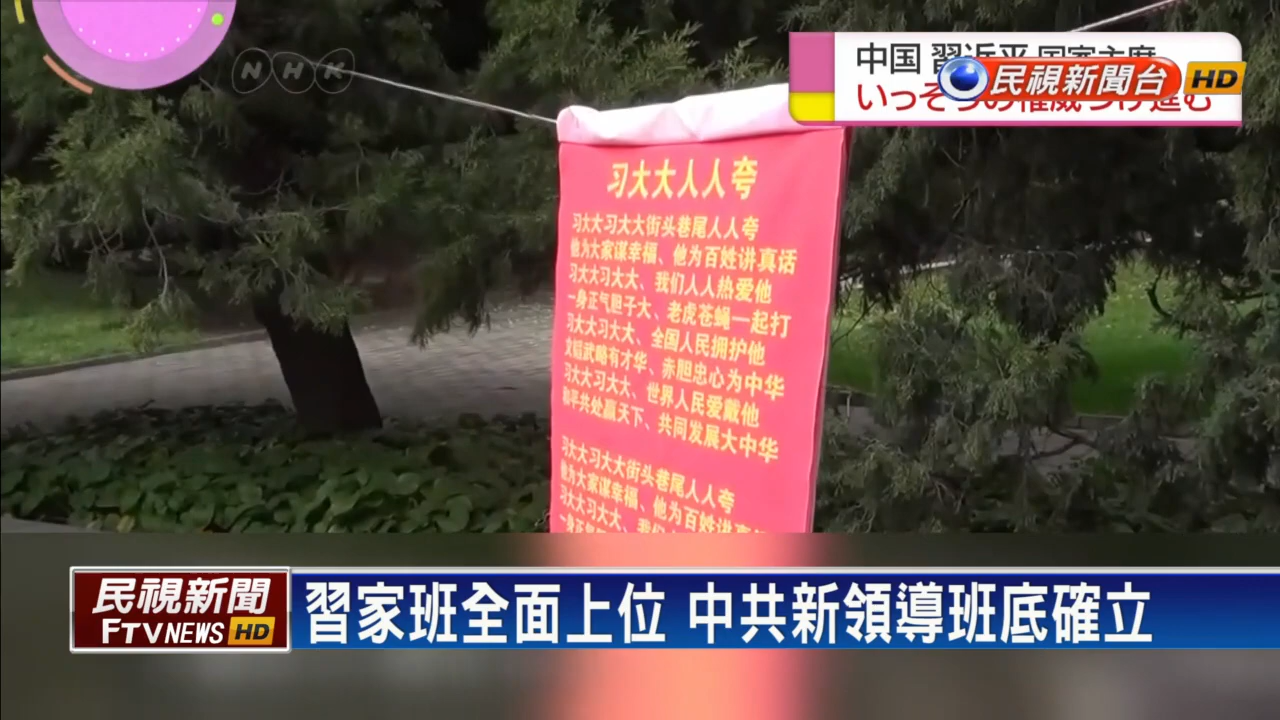 NHK
中国 習近平 国家主席
民視新聞台 HD
习大大人人夸
习大大习大大街头巷尾人人夸
他为大家谋幸福、他为百姓讲真话
习大大习大大、我们人人热爱他
一身正气胆子大、老虎苍蝇一起打
习大大习大大、全国人民拥护他
文韬武略有才华、赤胆忠心为中华
习大大习大大、世界人民爱戴他
和平共处赢天下、共同发展大中华
习大大习大大街头巷尾人人夸
他为大家谋幸福、他为百姓讲真
习大大习大大、我们
一身正
民視新聞
FTVNEWS HD
習家班全面上位 中共新領導班底確立